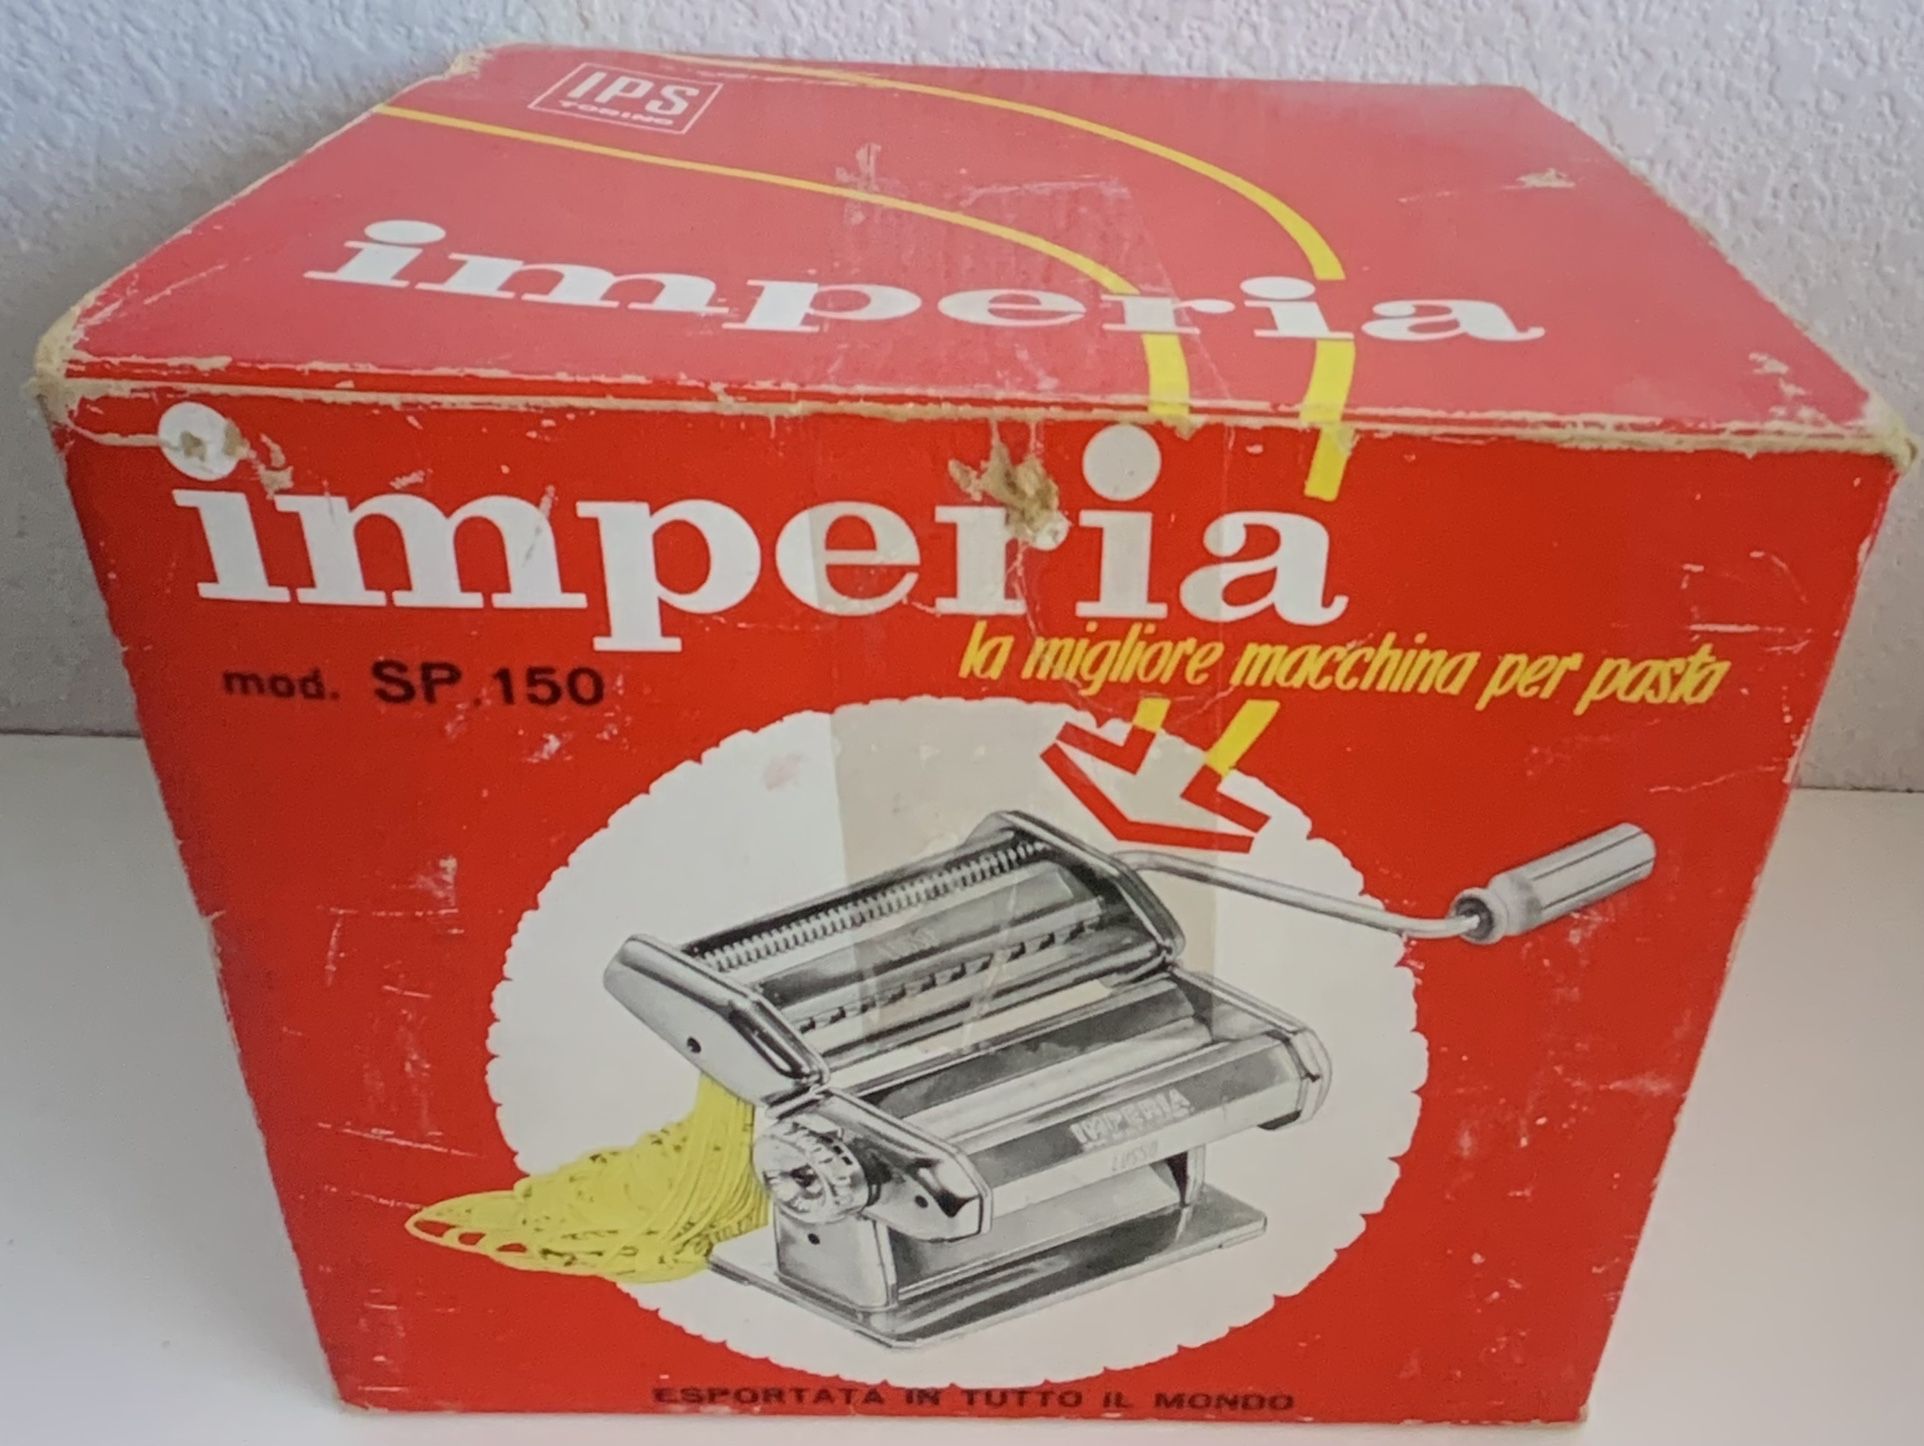 IPS
TORINO
imperia
imperia
la migliore macchina per pasta
mod. SP.150
IMPERIA
LUSSO
ESPORTATA IN TUTTO IL MONDO